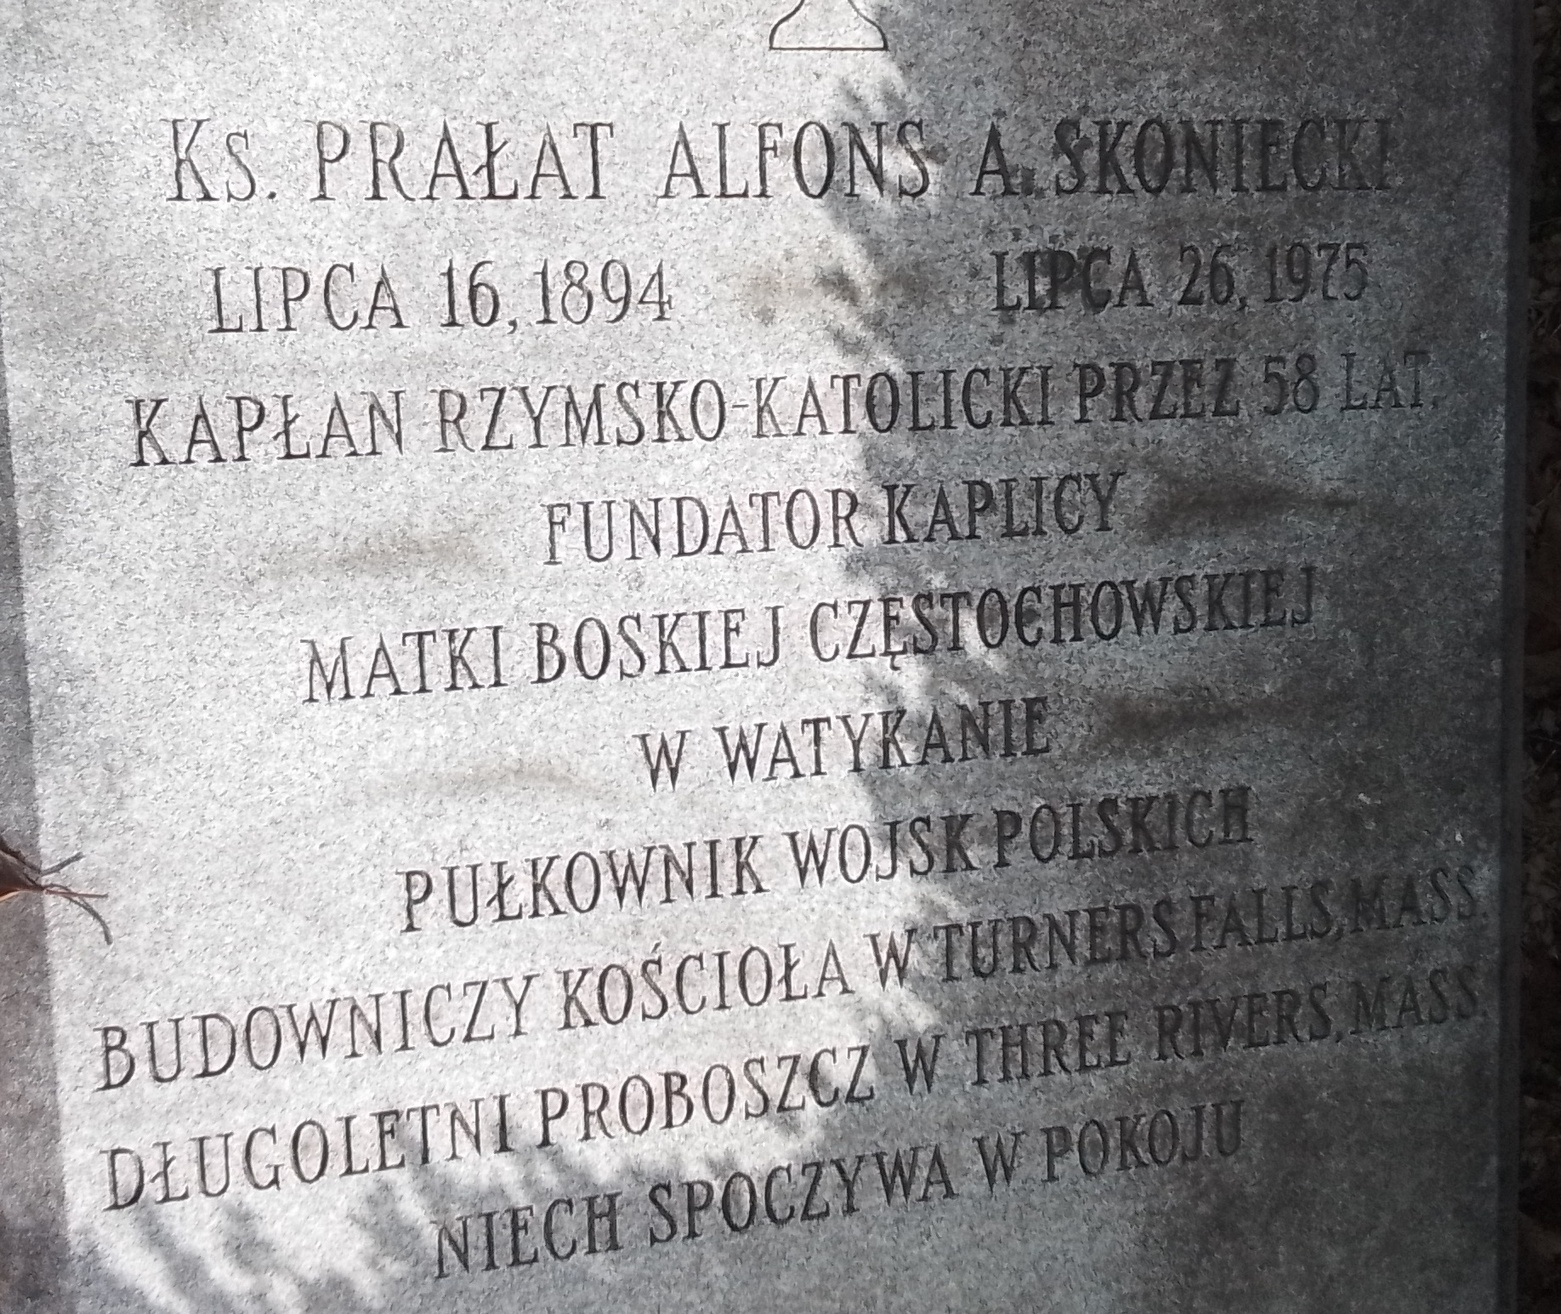 Ks. PRAŁAT ALFONS A. SKONIECKI
LIPCA 16, 1894 LIPCA 26, 1975
KAPŁAN RZYMSKO-KATOLICKI PRZEZ 58 LAT.
FUNDATOR KAPLICY
MATKI BOSKIEJ CZĘSTOCHOWSKIEJ
W WATYKANIE
PUŁKOWNIK WOJSK POLSKICH
BUDOWNICZY KOŚCIOŁA W TURNERS FALLS, MASS.
DŁUGOLETNI PROBOSZCZ W THREE RIVERS, MASS.
NIECH SPOCZYWA W POKOJU